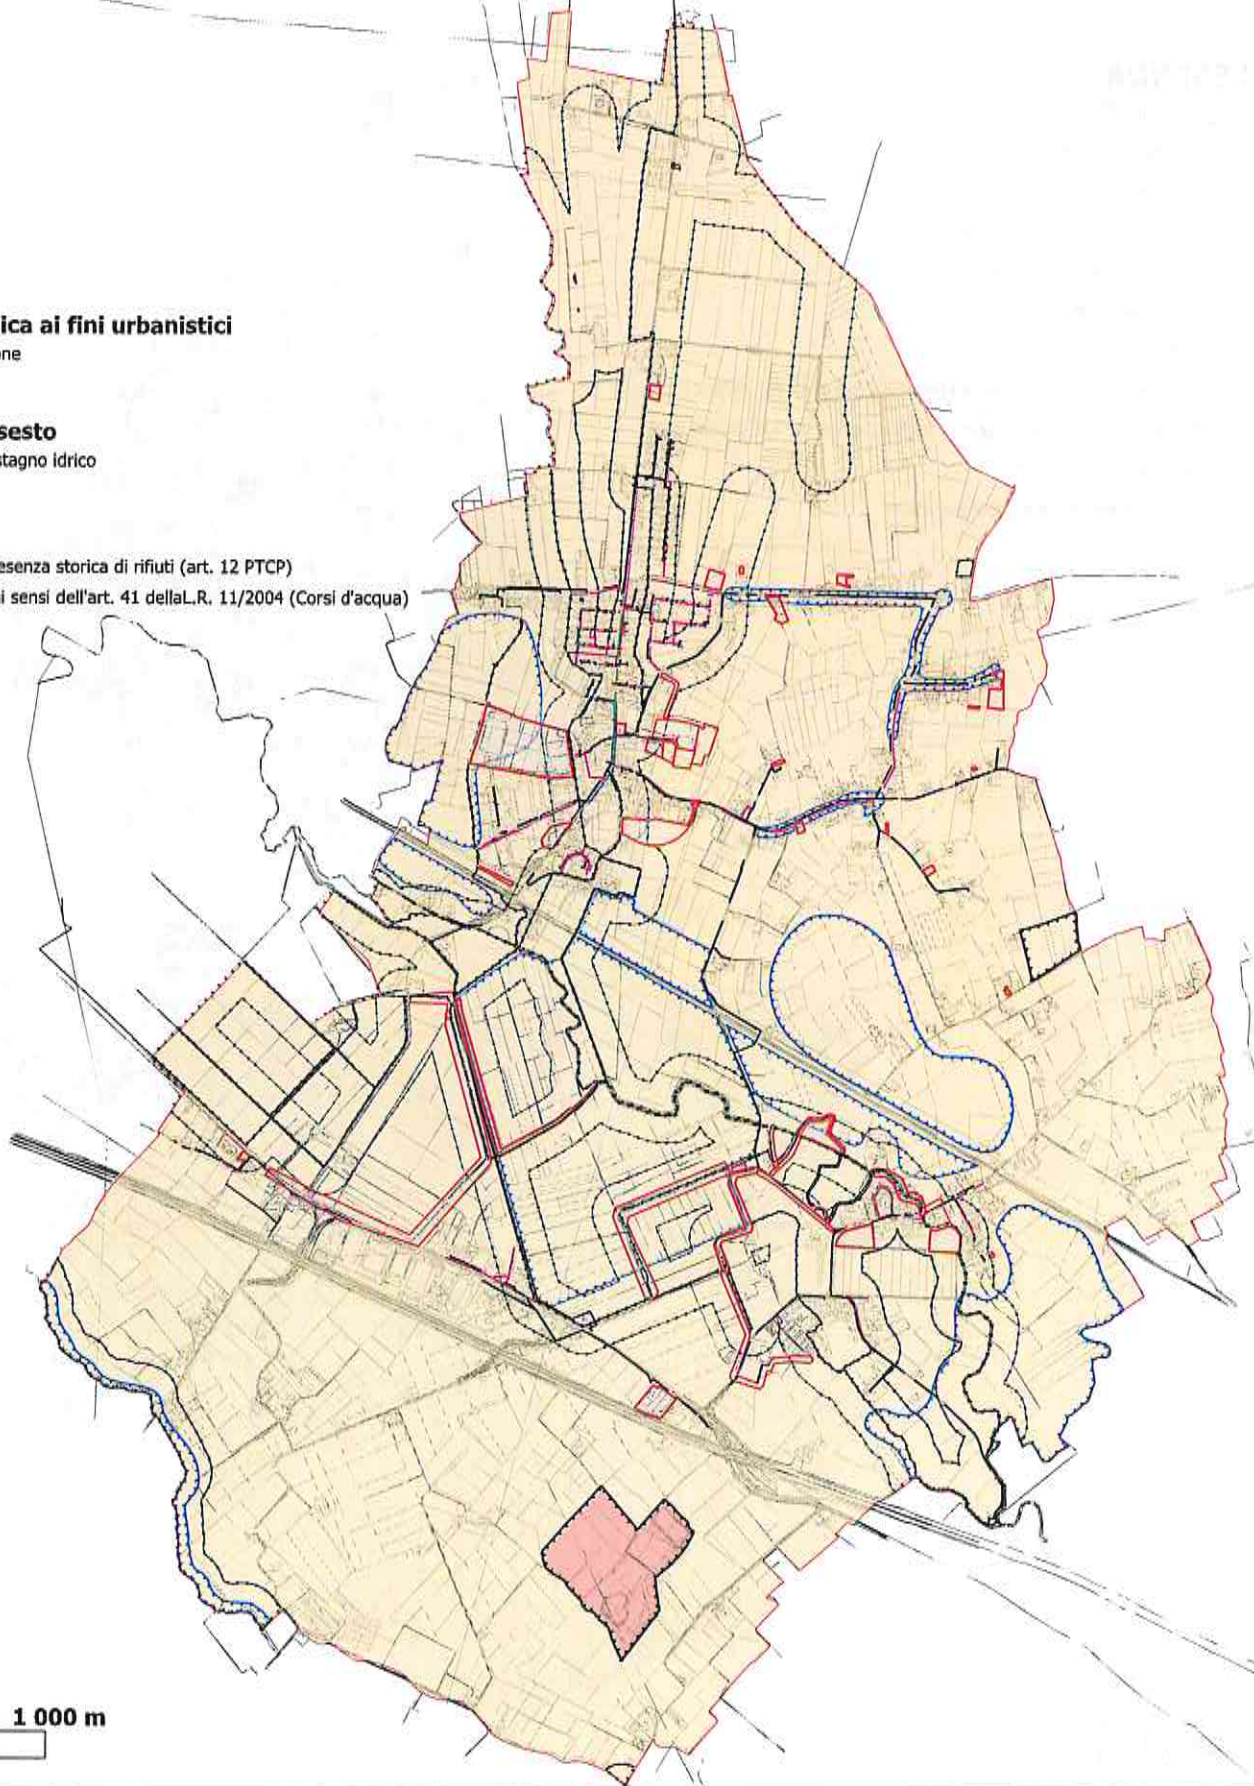 ica ai fini urbanistici
ne
sesto
stagno idrico
esenza storica di rifiuti (art. 12 PTCP)
i sensi dell'art. 41 dellaL.R. 11/2004 (Corsi d'acqua)
1 000 m